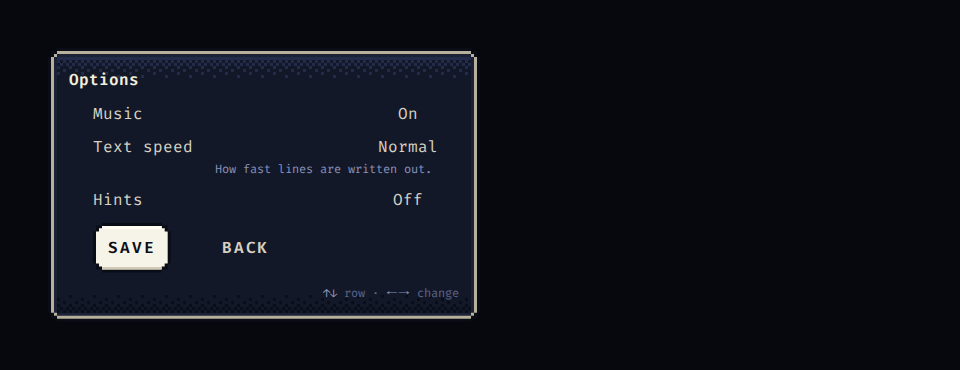 Options
Music On
Text speed Normal
How fast lines are written out.
Hints Off
SAVE BACK
↑↓ row · ←→ change